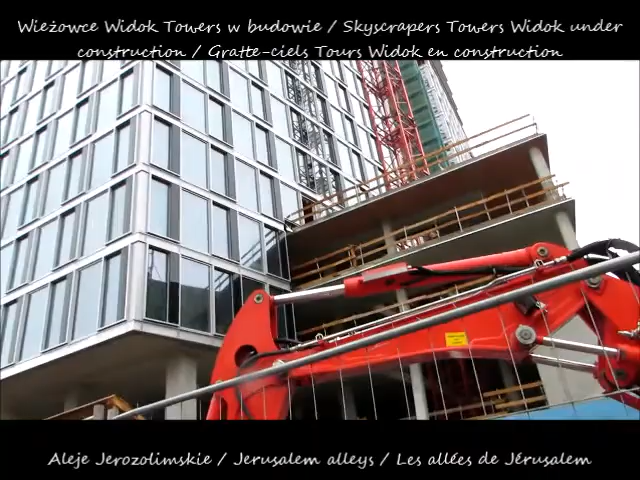 Wieżowce Widok Towers w budowie / Skyscrapers Towers Widok under
construction / Gratte-ciels Tours Widok en construction
Aleje Jerozolimskie / Jerusalem alleys / Les allées de Jérusalem